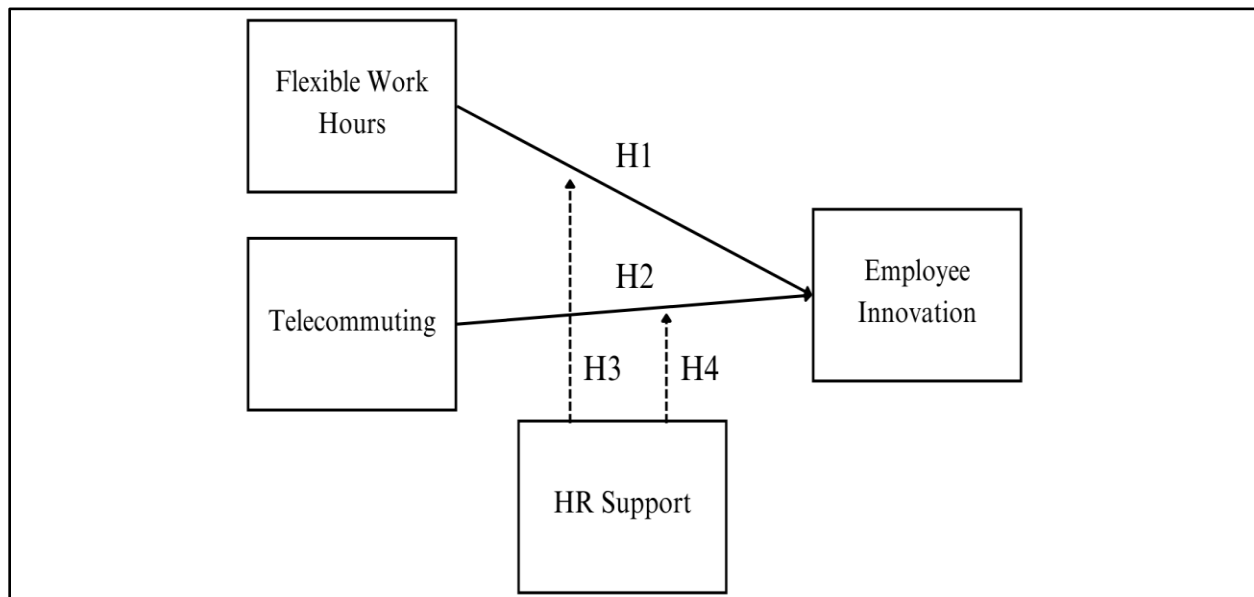 Flexible Work
Hours
H1
Telecommuting
H2
Employee
Innovation
H3
H4
HR Support